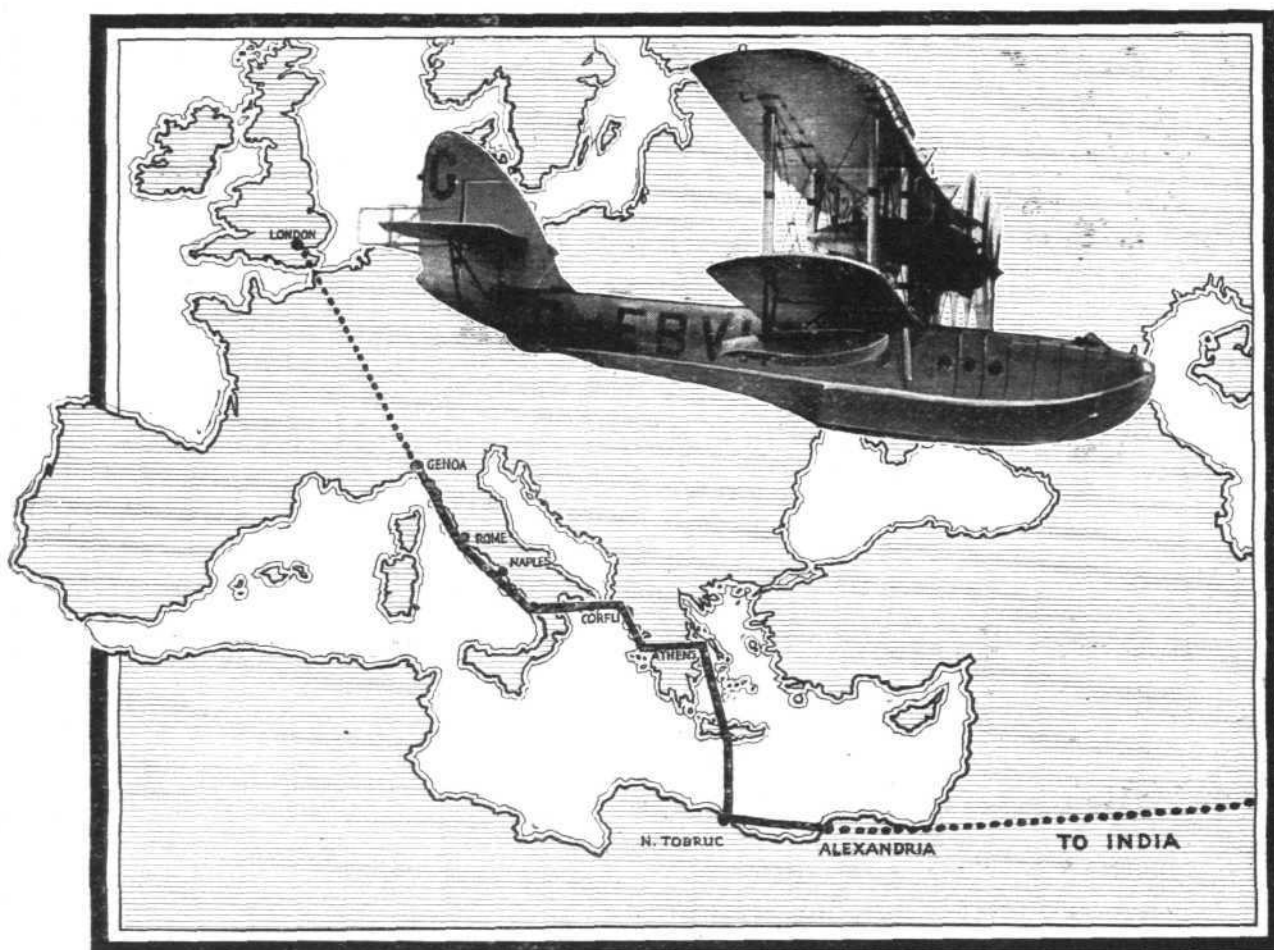 G
LONDON
GENOA
ROME
NAPLES
CORFU
ATHENS
N. TOBRUC
ALEXANDRIA
TO INDIA